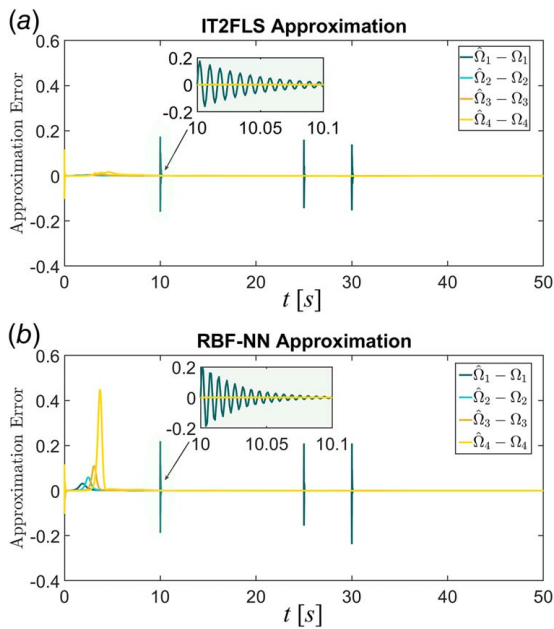 (a)
IT2FLS Approximation
0.6
0.4
0.2
0
-0.2
-0.4
Approximation Error
0.2
0
-0.2
10 10.05 10.1
Ω̂₁ − Ω₁
Ω̂₂ − Ω₂
Ω̂₃ − Ω₃
Ω̂₄ − Ω₄
0 10 20 30 40 50
t [s]
(b)
RBF-NN Approximation
0.6
0.4
0.2
0
-0.2
-0.4
Approximation Error
0.2
0
-0.2
10 10.05 10.1
Ω̂₁ − Ω₁
Ω̂₂ − Ω₂
Ω̂₃ − Ω₃
Ω̂₄ − Ω₄
0 10 20 30 40 50
t [s]